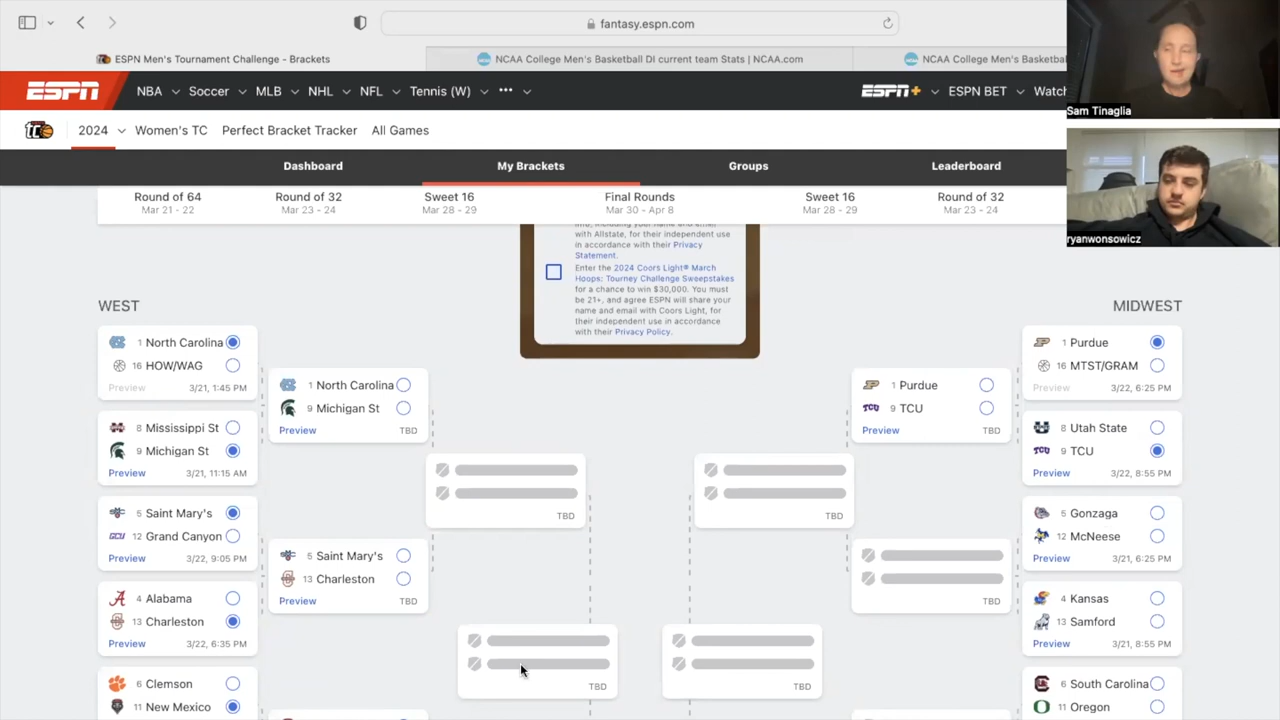 fantasy.espn.com
ESPN Men's Tournament Challenge - Brackets
NCAA College Men's Basketball DI current team Stats | NCAA.com
NCAA College Men's Basketba
ESPN
NBA
Soccer
MLB
NHL
NFL
Tennis (W)
ESPN+
ESPN BET
Watch
Sam Tinaglia
ryanwonsowicz
TC
2024
Women's TC
Perfect Bracket Tracker
All Games
Dashboard
My Brackets
Groups
Leaderboard
Round of 64
Mar 21 - 22
Round of 32
Mar 23 - 24
Sweet 16
Mar 28 - 29
Final Rounds
Mar 30 - Apr 8
Sweet 16
Mar 28 - 29
Round of 32
Mar 23 - 24
with Allstate, for their independent use
in accordance with their Privacy
Statement.
Enter the 2024 Coors Light® March
Hoops: Tourney Challenge Sweepstakes
for a chance to win $30,000. You must
be 21+, and agree ESPN will share your
name and email with Coors Light, for
their independent use in accordance
with their Privacy Policy.
WEST
1 North Carolina
16 HOW/WAG
Preview
3/21, 1:45 PM
8 Mississippi St
9 Michigan St
Preview
3/21, 11:15 AM
5 Saint Mary's
12 Grand Canyon
Preview
3/22, 9:05 PM
4 Alabama
13 Charleston
Preview
3/22, 6:35 PM
6 Clemson
11 New Mexico
1 North Carolina
9 Michigan St
Preview
TBD
5 Saint Mary's
13 Charleston
Preview
TBD
TBD
TBD
TBD
TBD
1 Purdue
9 TCU
Preview
TBD
TBD
MIDWEST
1 Purdue
16 MTST/GRAM
Preview
3/22, 6:25 PM
8 Utah State
9 TCU
Preview
3/22, 8:55 PM
5 Gonzaga
12 McNeese
Preview
3/21, 6:25 PM
4 Kansas
13 Samford
Preview
3/21, 8:55 PM
6 South Carolina
11 Oregon